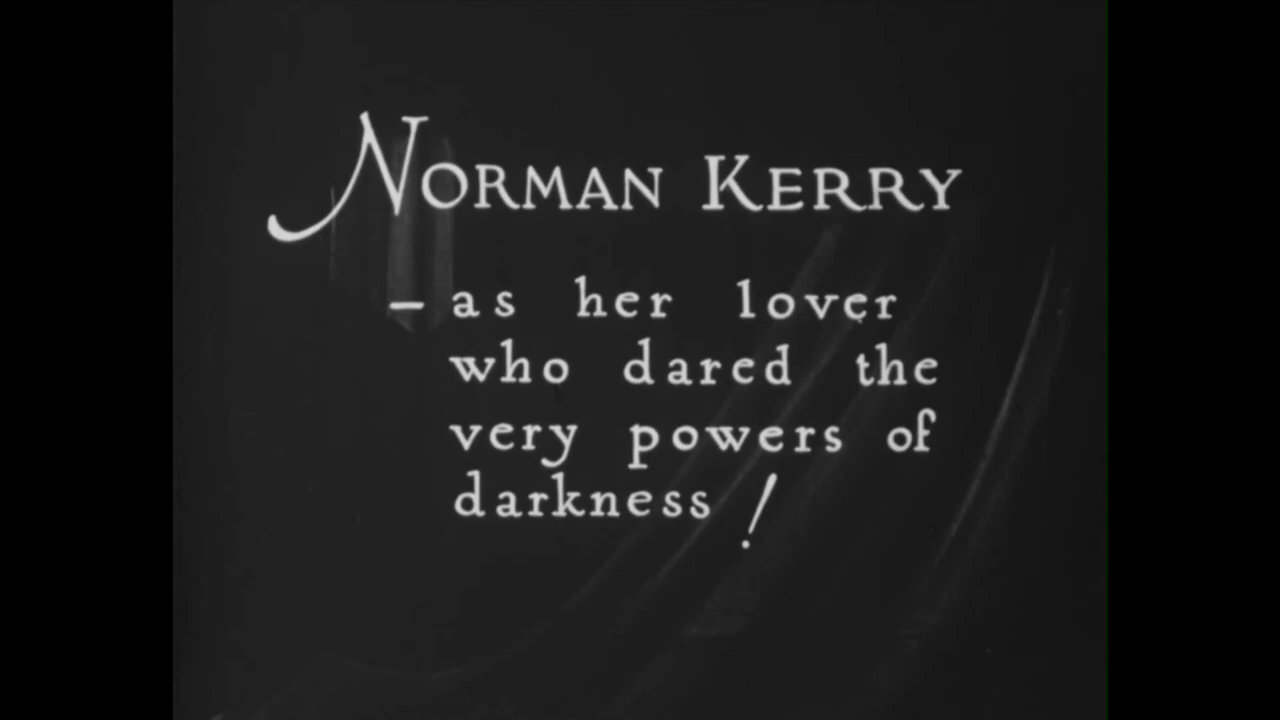 NORMAN KERRY
– as her lover
who dared the
very powers of
darkness!